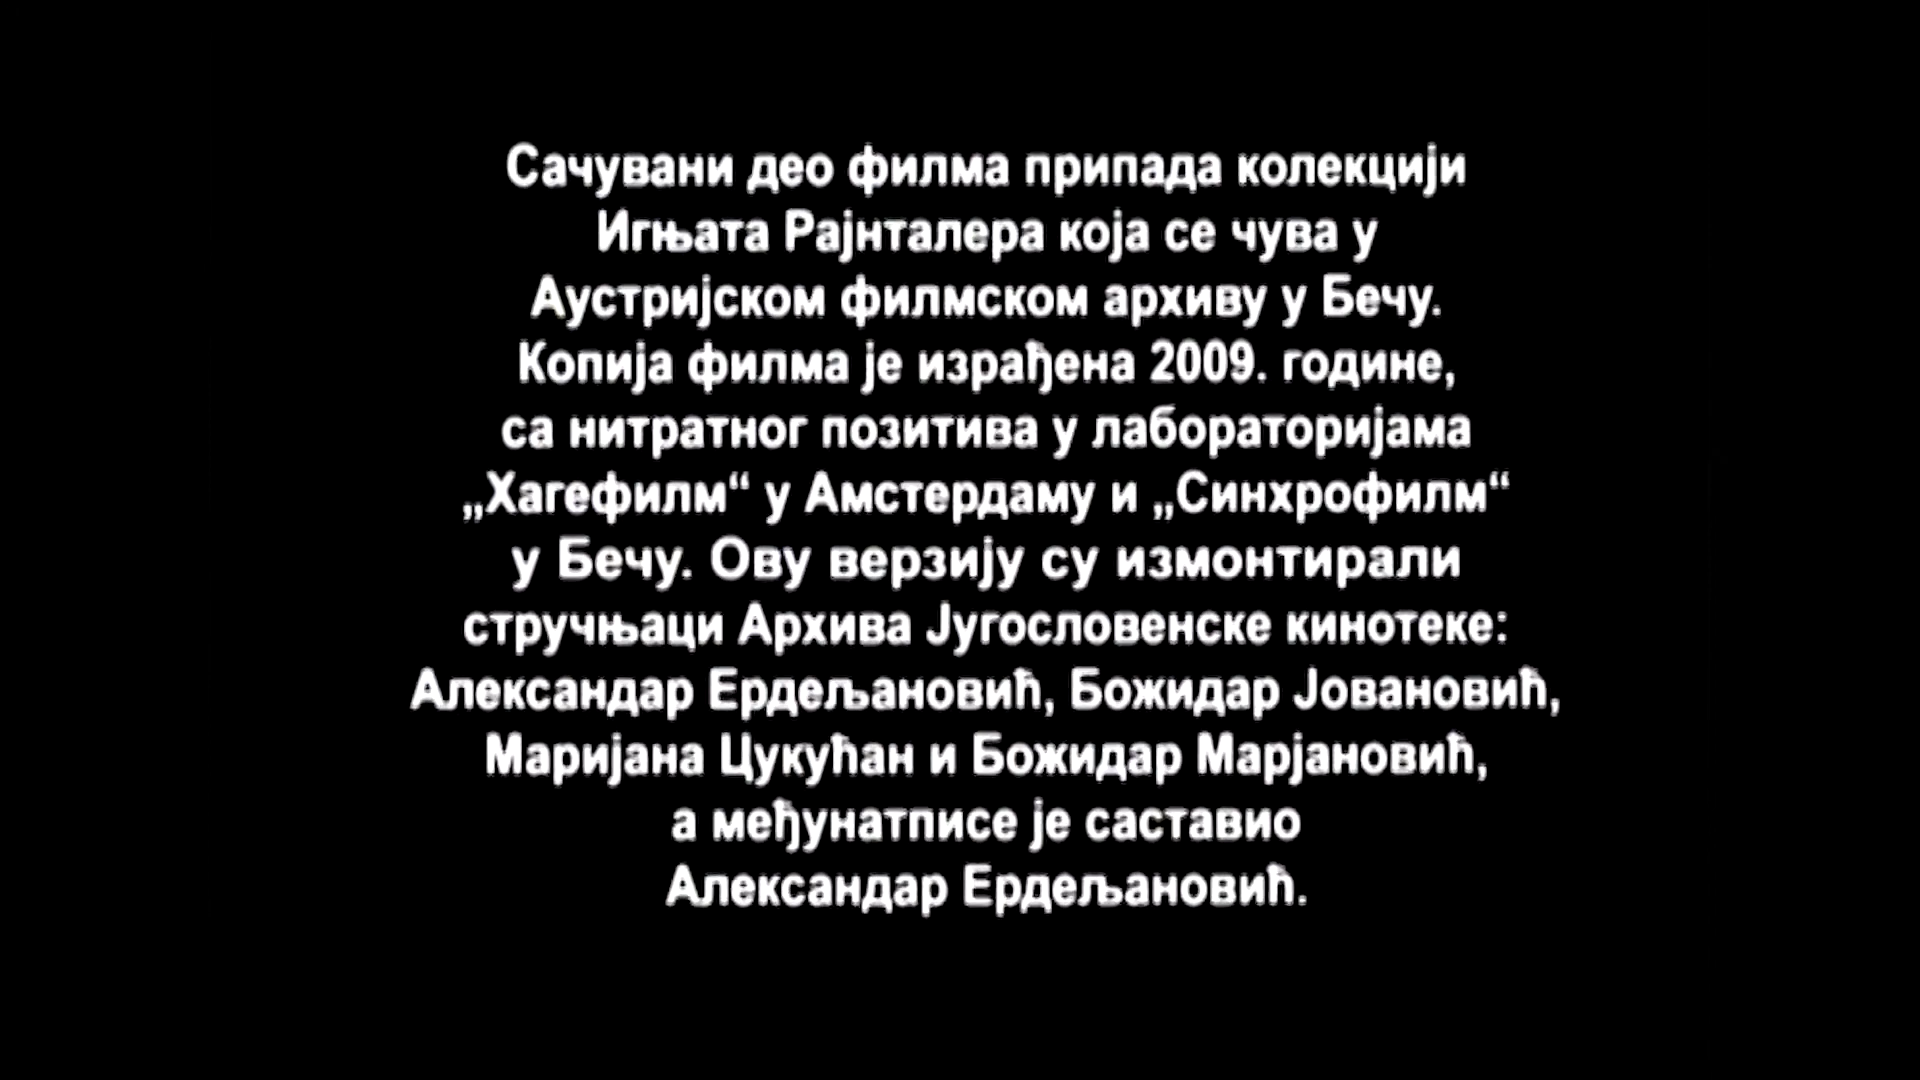 Сачувани део филма припада колекцији
Игњата Рајнталера која се чува у
Аустријском филмском архиву у Бечу.
Копија филма је израђена 2009. године,
са нитратног позитива у лабораторијама
„Хагефилм“ у Амстердаму и „Синхрофилм“
у Бечу. Ову верзију су измонтирали
стручњаци Архива Југословенске кинотеке:
Александар Ердељановић, Божидар Јовановић,
Маријана Цукућан и Божидар Марјановић,
а међунатписе је саставио
Александар Ердељановић.